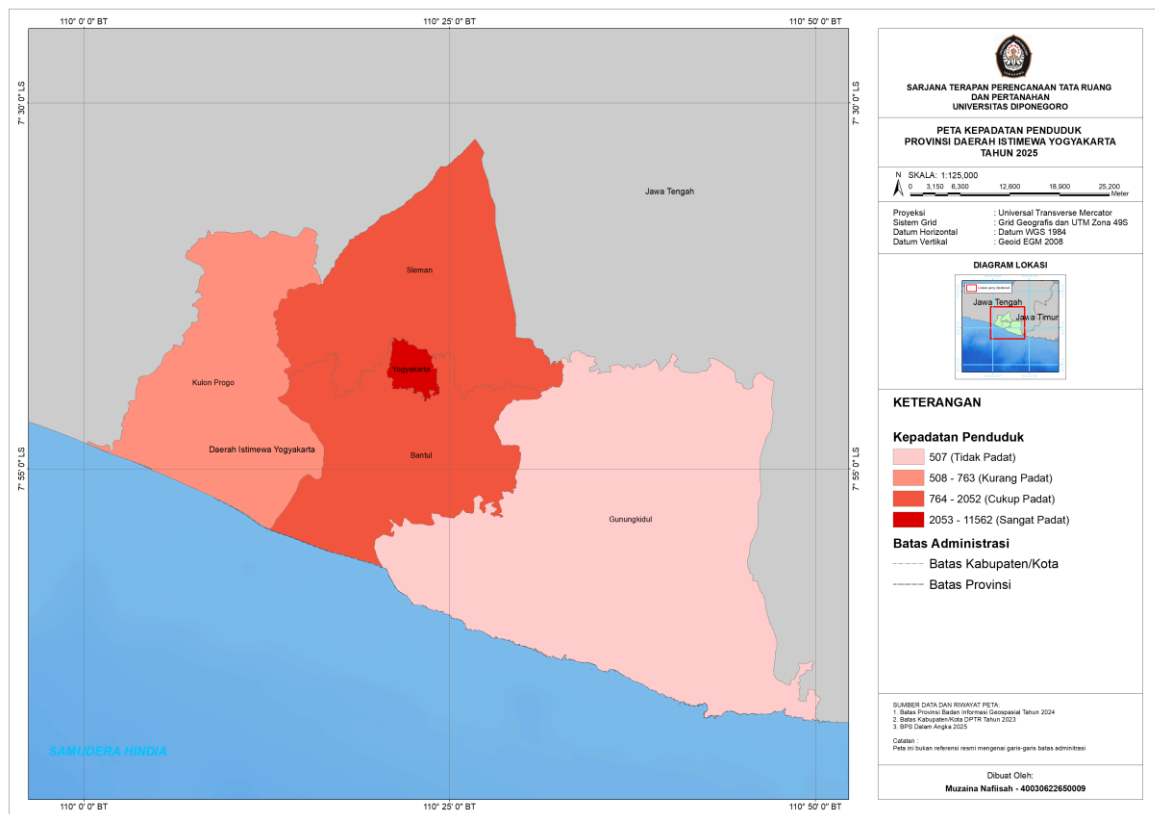 110° 0' 0" BT
110° 25' 0" BT
110° 50' 0" BT
7° 30' 0" LS
7° 30' 0" LS
Jawa Tengah
Sleman
Yogyakarta
Kulon Progo
Daerah Istimewa Yogyakarta
Bantul
7° 55' 0" LS
7° 55' 0" LS
Gunungkidul
SAMUDERA HINDIA
110° 0' 0" BT
110° 25' 0" BT
110° 50' 0" BT
SARJANA TERAPAN PERENCANAAN TATA RUANG
DAN PERTANAHAN
UNIVERSITAS DIPONEGORO
PETA KEPADATAN PENDUDUK
PROVINSI DAERAH ISTIMEWA YOGYAKARTA
TAHUN 2025
N SKALA: 1:125,000
0 3,150 6,300 12,600 18,900 25,200
Meter
Proyeksi : Universal Transverse Mercator
Sistem Grid : Grid Geografis dan UTM Zona 49S
Datum Horizontal : Datum WGS 1984
Datum Vertikal : Geoid EGM 2008
DIAGRAM LOKASI
Jawa Tengah
Jawa Timur
KETERANGAN
Kepadatan Penduduk
507 (Tidak Padat)
508 - 763 (Kurang Padat)
764 - 2052 (Cukup Padat)
2053 - 11562 (Sangat Padat)
Batas Administrasi
Batas Kabupaten/Kota
Batas Provinsi
SUMBER DATA DAN RIWAYAT PETA:
1. Batas Provinsi Badan Informasi Geospasial Tahun 2024
2. Batas Kabupaten/Kota DPTR Tahun 2023
3. BPS Dalam Angka 2025
Catatan :
Peta ini bukan referensi resmi mengenai garis-garis batas adminitrasi
Dibuat Oleh:
Muzaina Nafiisah - 40030622650009